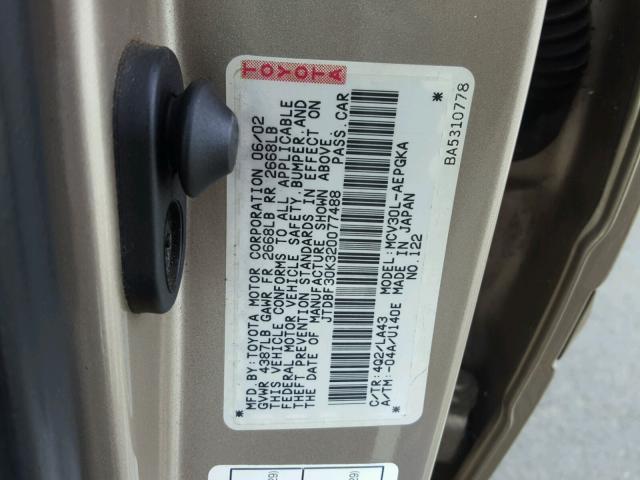 TOYOTA
MFD. BY: TOYOTA MOTOR CORPORATION 06/02
GVWR 4387LB GAWR FR 2668LB RR 2668LB
THIS VEHICLE CONFORMS TO ALL APPLICABLE
FEDERAL MOTOR VEHICLE SAFETY, BUMPER, AND
THEFT PREVENTION STANDARDS IN EFFECT ON
THE DATE OF MANUFACTURE SHOWN ABOVE.
JTDBF30K320077488 PASS. CAR
C/TR: 4Q2/LA43 MODEL: MCV30L-AEPGKA
A/TM: -04A/U140E MADE IN JAPAN
NO. 122
* BA5310778 *
29)
29)